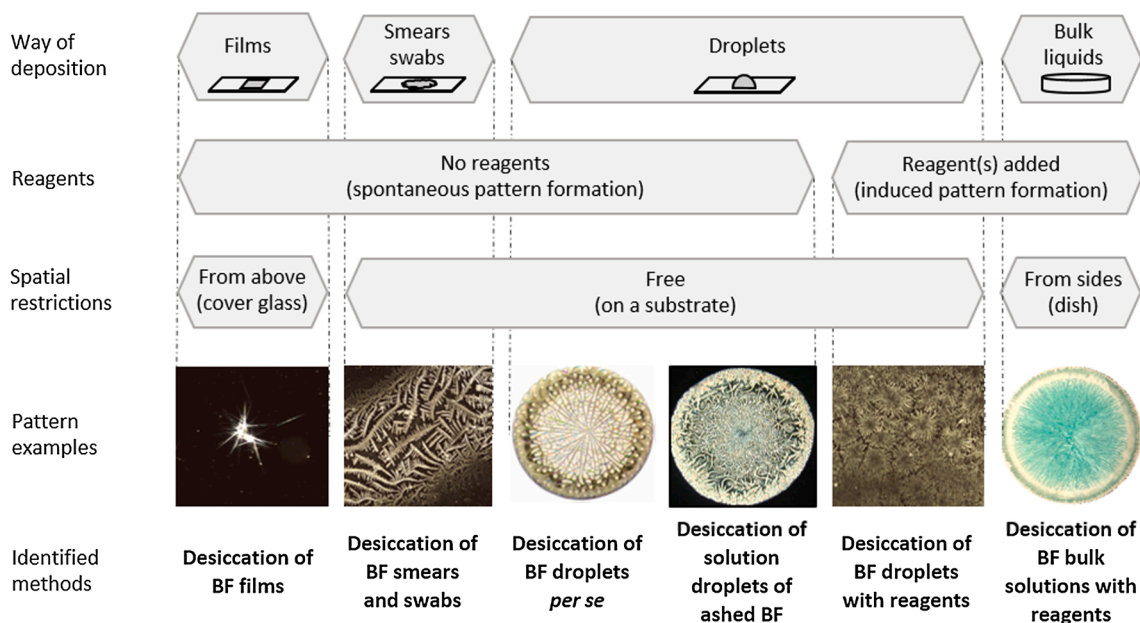 Way of
deposition
Films
Smears
swabs
Droplets
Bulk
liquids
Reagents
No reagents
(spontaneous pattern formation)
Reagent(s) added
(induced pattern formation)
Spatial
restrictions
From above
(cover glass)
Free
(on a substrate)
From sides
(dish)
Pattern
examples
Identified
methods
Desiccation of
BF films
Desiccation of
BF smears
and swabs
Desiccation of
BF droplets
per se
Desiccation of
solution
droplets of
ashed BF
Desiccation of
BF droplets
with reagents
Desiccation of
BF bulk
solutions with
reagents